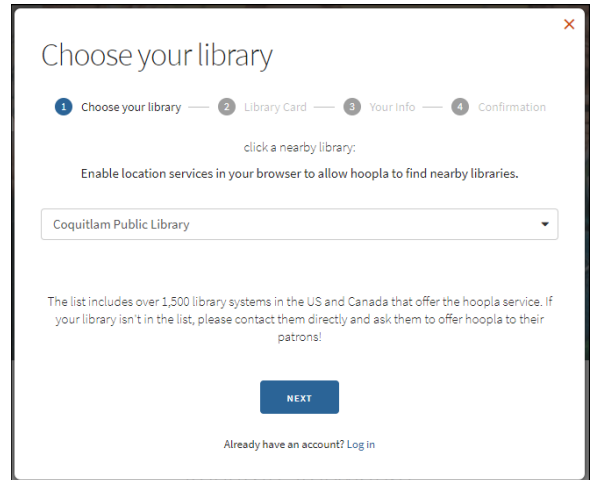 ×
Choose your library
1 Choose your library — 2 Library Card — 3 Your Info — 4 Confirmation
click a nearby library:
Enable location services in your browser to allow hoopla to find nearby libraries.
Coquitlam Public Library
The list includes over 1,500 library systems in the US and Canada that offer the hoopla service. If
your library isn't in the list, please contact them directly and ask them to offer hoopla to their
patrons!
NEXT
Already have an account? Log in